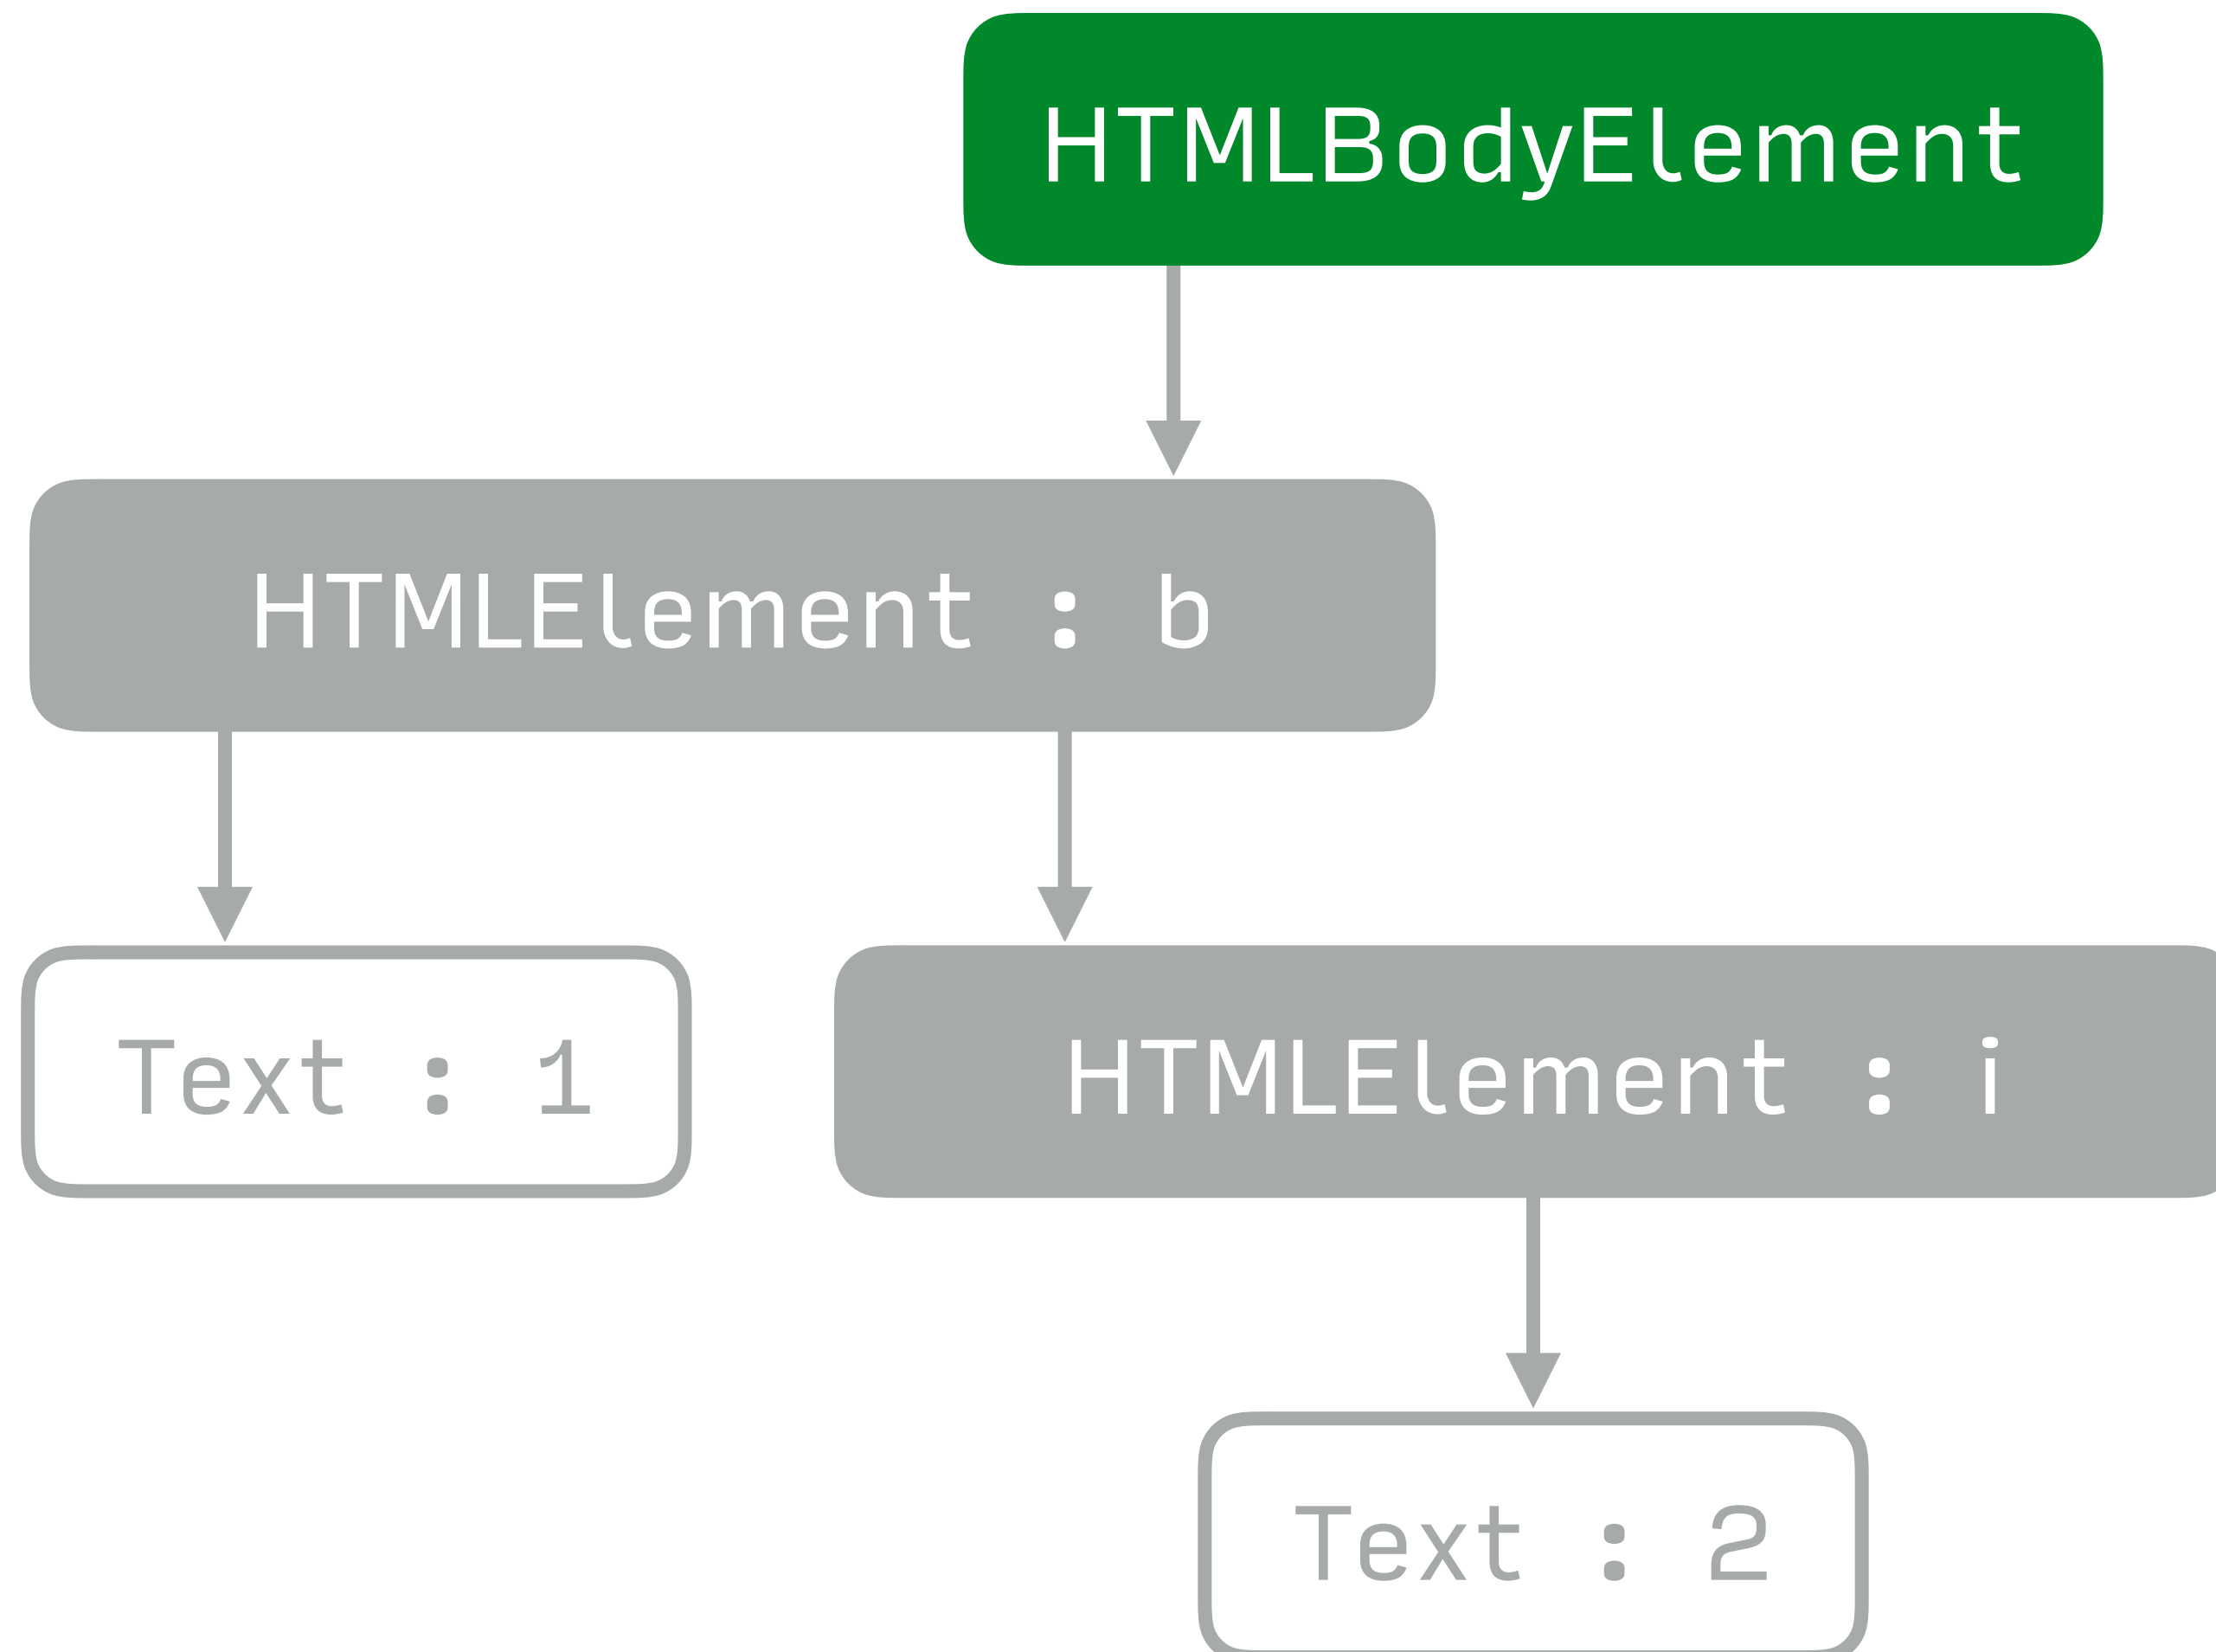 HTMLBodyElement
HTMLElement : b
Text : 1
HTMLElement : i
Text : 2